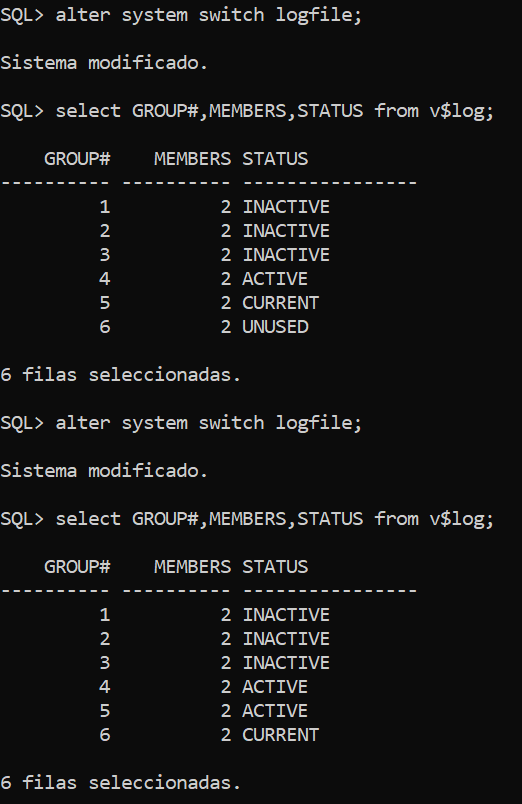 SQL> alter system switch logfile;
Sistema modificado.
SQL> select GROUP#,MEMBERS,STATUS from v$log;
    GROUP#    MEMBERS STATUS
---------- ---------- ----------------
         1          2 INACTIVE
         2          2 INACTIVE
         3          2 INACTIVE
         4          2 ACTIVE
         5          2 CURRENT
         6          2 UNUSED
6 filas seleccionadas.
SQL> alter system switch logfile;
Sistema modificado.
SQL> select GROUP#,MEMBERS,STATUS from v$log;
    GROUP#    MEMBERS STATUS
---------- ---------- ----------------
         1          2 INACTIVE
         2          2 INACTIVE
         3          2 INACTIVE
         4          2 ACTIVE
         5          2 ACTIVE
         6          2 CURRENT
6 filas seleccionadas.